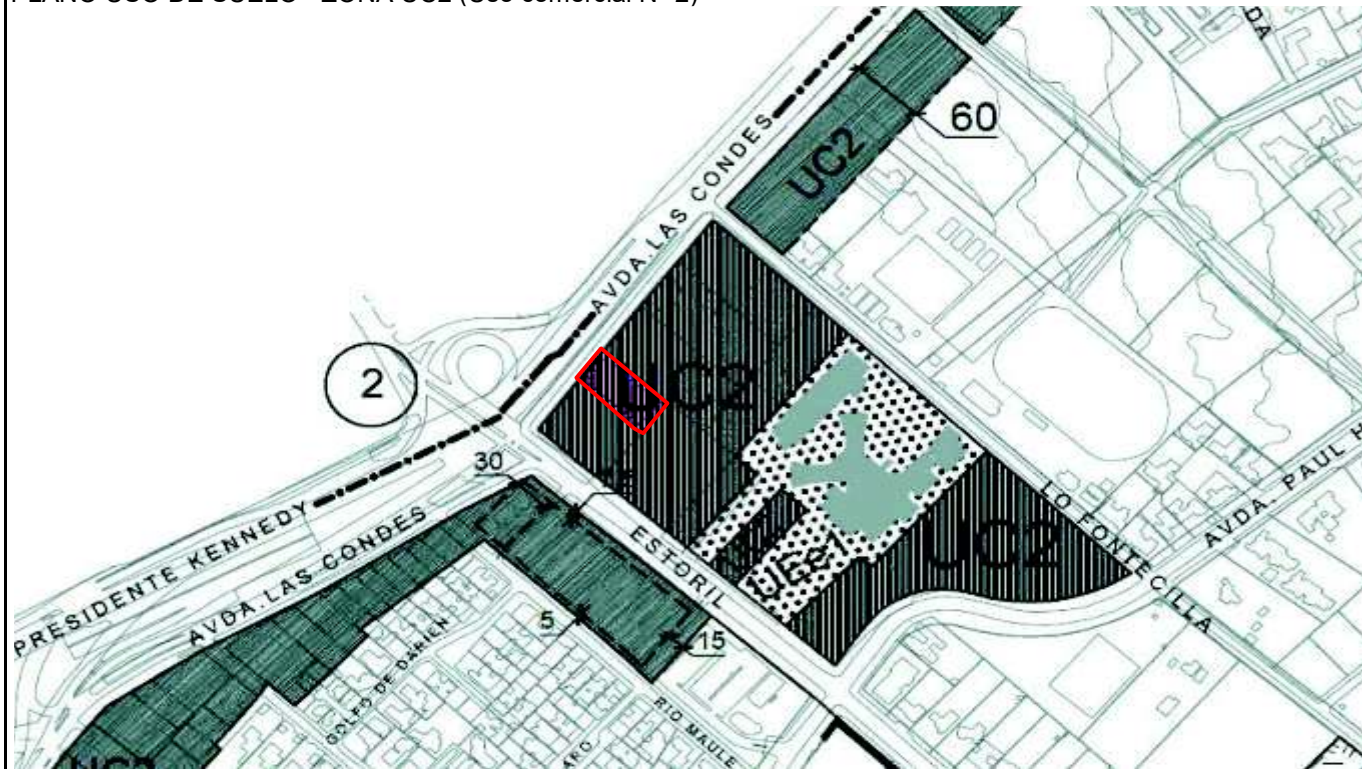 PLANO USO DE SUELO - ZONA UC2 (Uso comercial N° 2)
60
UC2
AVDA. LAS CONDES
2
UC2
30
PRESIDENTE KENNEDY
AVDA. LAS CONDES
ESTORIL
UC2
LO FONTECILLA
AVDA. PAUL H
5
15
GOLFO DE DARIEN
RIO MAULE
UC2